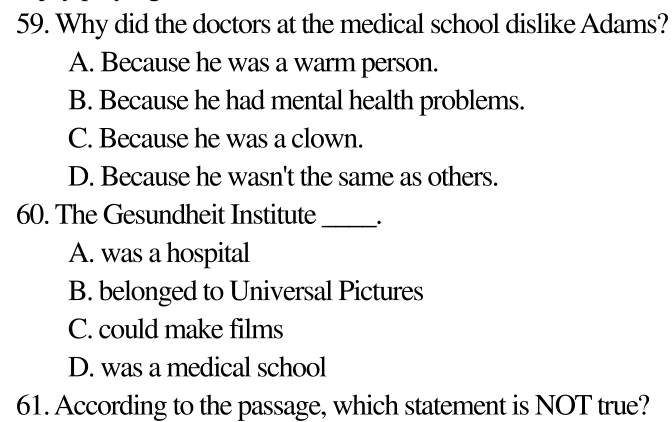 59. Why did the doctors at the medical school dislike Adams?
A. Because he was a warm person.
B. Because he had mental health problems.
C. Because he was a clown.
D. Because he wasn't the same as others.
60. The Gesundheit Institute ____.
A. was a hospital
B. belonged to Universal Pictures
C. could make films
D. was a medical school
61. According to the passage, which statement is NOT true?